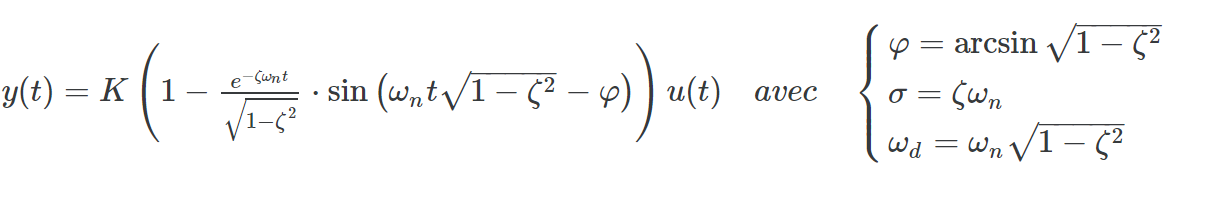 y(t) = K (1 − e^{−ζω_n t} / √(1−ζ²) · sin (ω_n t√(1 − ζ²) − φ)) u(t) avec { φ = arcsin √(1 − ζ²)
σ = ζω_n
ω_d = ω_n √(1 − ζ²)